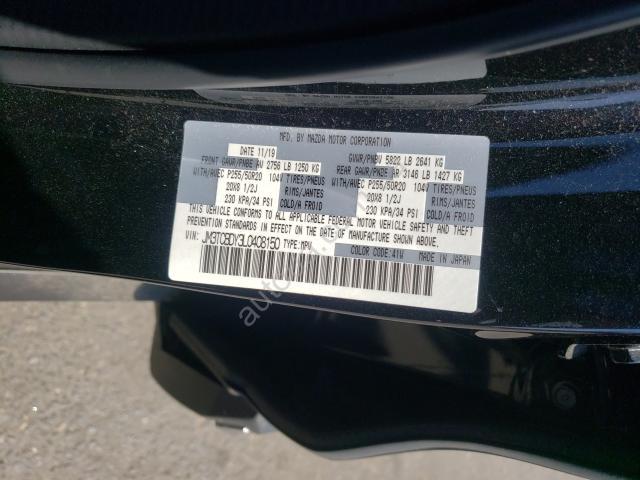 MFD. BY MAZDA MOTOR CORPORATION
DATE 11/19 GVWR/PNBV 5822 LB 2641 KG
FRONT GAWR/PNBE AV 2756 LB 1250 KG REAR GAWR/PNBE AR 3146 LB 1427 KG
WITH/AVEC P255/50R20 104V TIRES/PNEUS WITH/AVEC P255/50R20 104V TIRES/PNEUS
20X8 1/2J RIMS/JANTES 20X8 1/2J RIMS/JANTES
230 KPA/34 PSI COLD/A FROID 230 KPA/34 PSI COLD/A FROID
THIS VEHICLE CONFORMS TO ALL APPLICABLE FEDERAL MOTOR VEHICLE SAFETY AND THEFT
PREVENTION STANDARDS IN EFFECT ON THE DATE OF MANUFACTURE SHOWN ABOVE.
VIN: JM3TCBDY3L0408150 TYPE:MPV COLOR CODE:41W MADE IN JAPAN